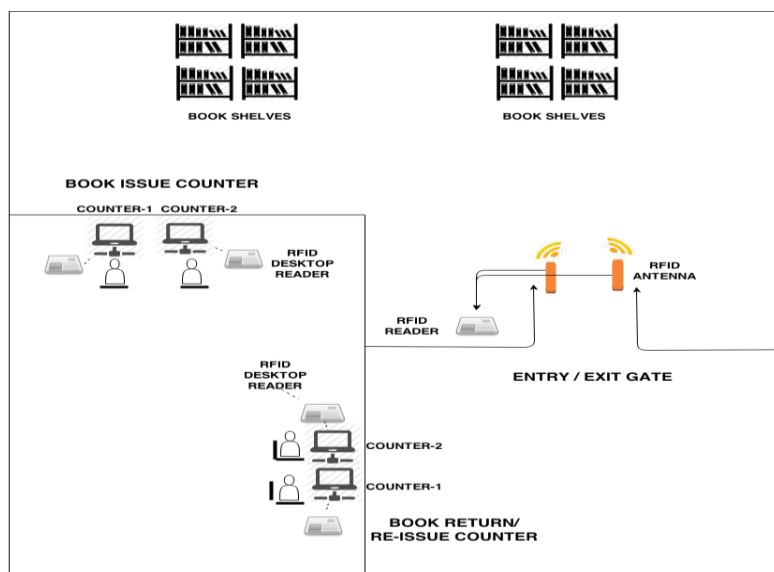 BOOK SHELVES
BOOK SHELVES
BOOK ISSUE COUNTER
COUNTER-1
COUNTER-2
RFID
DESKTOP
READER
RFID
ANTENNA
RFID
READER
ENTRY / EXIT GATE
RFID
DESKTOP
READER
COUNTER-2
COUNTER-1
BOOK RETURN/
RE-ISSUE COUNTER